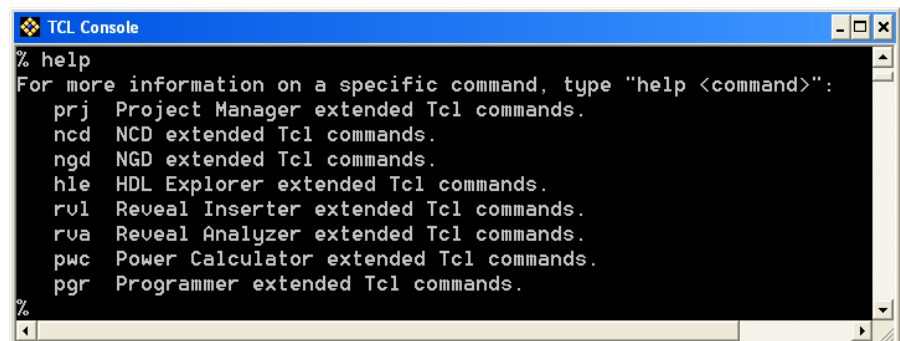 TCL Console
% help
For more information on a specific command, type "help <command>":
prj Project Manager extended Tcl commands.
ncd NCD extended Tcl commands.
ngd NGD extended Tcl commands.
hle HDL Explorer extended Tcl commands.
rvl Reveal Inserter extended Tcl commands.
rva Reveal Analyzer extended Tcl commands.
pwc Power Calculator extended Tcl commands.
pgr Programmer extended Tcl commands.
%